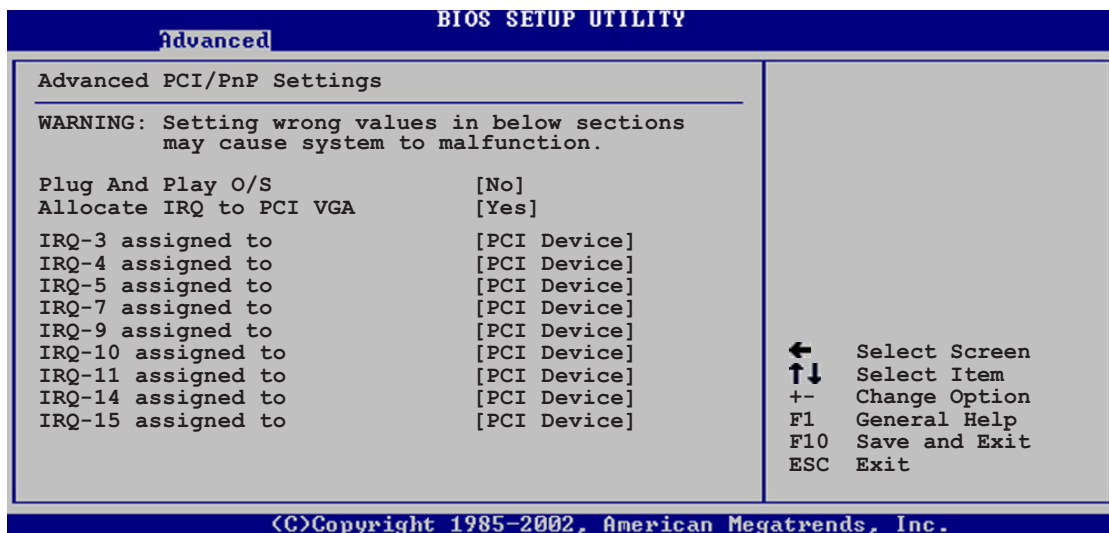 BIOS SETUP UTILITY
Advanced
Advanced PCI/PnP Settings
WARNING: Setting wrong values in below sections
may cause system to malfunction.
Plug And Play O/S [No]
Allocate IRQ to PCI VGA [Yes]
IRQ-3 assigned to [PCI Device]
IRQ-4 assigned to [PCI Device]
IRQ-5 assigned to [PCI Device]
IRQ-7 assigned to [PCI Device]
IRQ-9 assigned to [PCI Device]
IRQ-10 assigned to [PCI Device]
IRQ-11 assigned to [PCI Device]
IRQ-14 assigned to [PCI Device]
IRQ-15 assigned to [PCI Device]
← Select Screen
↑↓ Select Item
+- Change Option
F1 General Help
F10 Save and Exit
ESC Exit
(C)Copyright 1985-2002, American Megatrends, Inc.